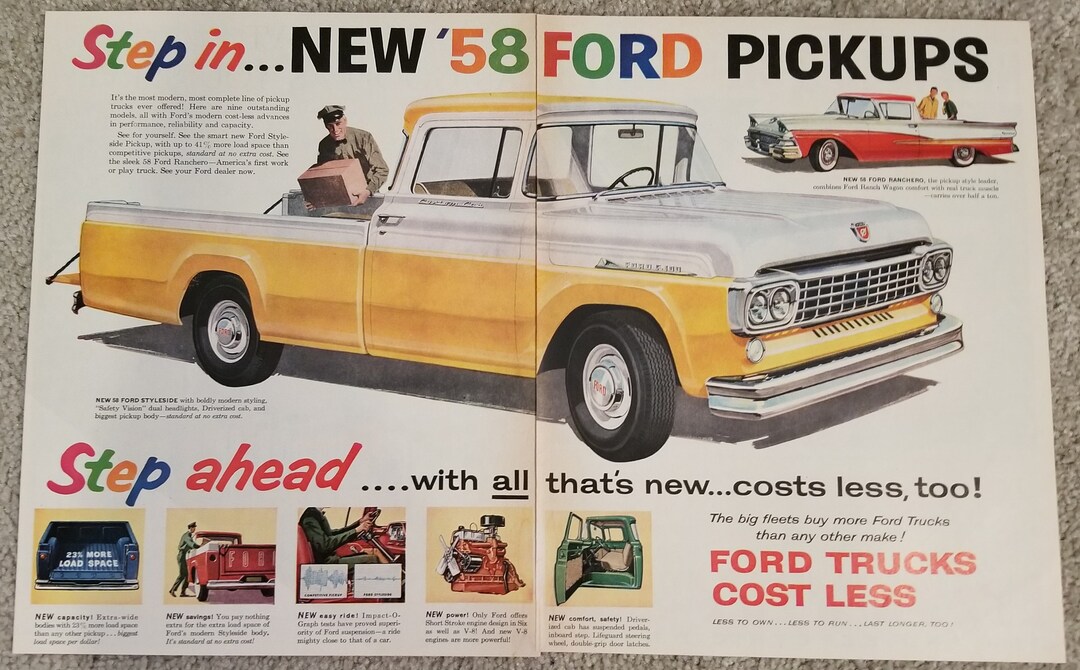 Step in...NEW '58 FORD PICKUPS
It's the most modern, most complete line of pickup
trucks ever offered! Here are nine outstanding
models, all with Ford's modern cost-less advances
in performance, reliability and capacity.
See for yourself. See the smart new Ford Style-
side Pickup, with up to 41% more load space than
competitive pickups, standard at no extra cost. See
the sleek 58 Ford Ranchero—America's first work
or play truck. See your Ford dealer now.
NEW 58 FORD RANCHERO, the pickup style leader,
combines Ford Ranch Wagon comfort with real truck muscle
—carries over half a ton.
Custom Cab
FORD F-100
FORD
FORD
NEW 58 FORD STYLESIDE with boldly modern styling,
"Safety Vision" dual headlights, Driverized cab, and
biggest pickup body—standard at no extra cost.
Step ahead ....with all that's new...costs less, too!
23% MORE
LOAD SPACE
FORD
COMPETITIVE PICKUP
FORD STYLESIDE
NEW capacity! Extra-wide
bodies with 23% more load space
than any other pickup...biggest
load space per dollar!
NEW savings! You pay nothing
extra for the extra load space of
Ford's modern Styleside body.
It's standard at no extra cost!
NEW easy ride! Impact-O-
Graph tests have proved superi-
ority of Ford suspension—a ride
mighty close to that of a car.
NEW power! Only Ford offers
Short Stroke engine design in Six
as well as V-8! And new V-8
engines are more powerful!
NEW comfort, safety! Driver-
ized cab has suspended pedals,
inboard step. Lifeguard steering
wheel, double-grip door latches.
The big fleets buy more Ford Trucks
than any other make!
FORD TRUCKS
COST LESS
LESS TO OWN...LESS TO RUN...LAST LONGER, TOO!